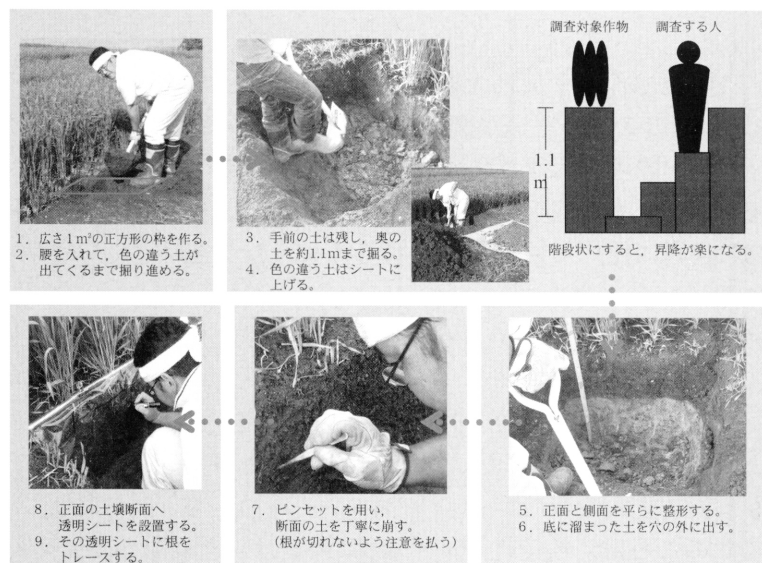 1．広さ1m²の正方形の枠を作る。
2．腰を入れて，色の違う土が
出てくるまで掘り進める。
3．手前の土は残し，奥の
土を約1.1mまで掘る。
4．色の違う土はシートに
上げる。
調査対象作物　調査する人
1.1
m
階段状にすると，昇降が楽になる。
5．正面と側面を平らに整形する。
6．底に溜まった土を穴の外に出す。
7．ピンセットを用い，
断面の土を丁寧に崩す。
（根が切れないよう注意を払う）
8．正面の土壌断面へ
透明シートを設置する。
9．その透明シートに根を
トレースする。